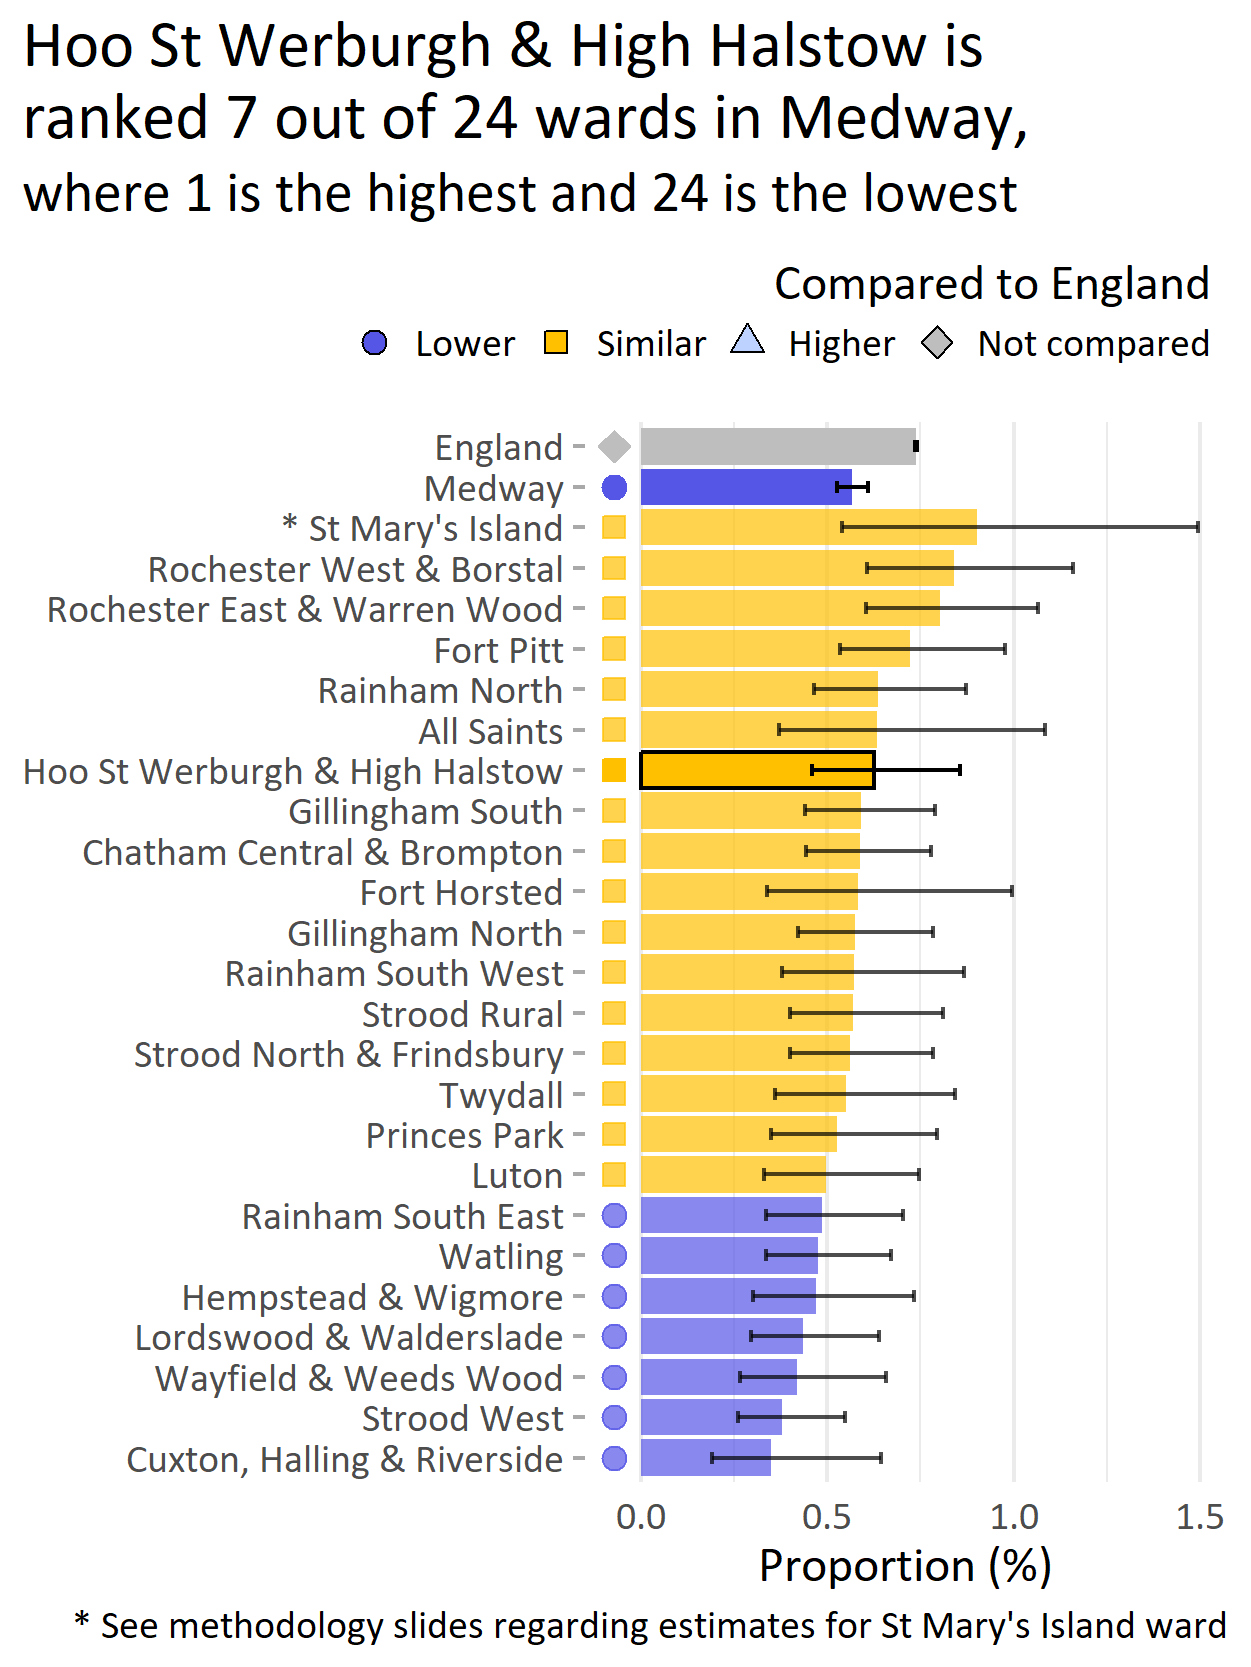 Hoo St Werburgh & High Halstow is
ranked 7 out of 24 wards in Medway,
where 1 is the highest and 24 is the lowest
Compared to England
Lower Similar Higher Not compared
England
Medway
* St Mary's Island
Rochester West & Borstal
Rochester East & Warren Wood
Fort Pitt
Rainham North
All Saints
Hoo St Werburgh & High Halstow
Gillingham South
Chatham Central & Brompton
Fort Horsted
Gillingham North
Rainham South West
Strood Rural
Strood North & Frindsbury
Twydall
Princes Park
Luton
Rainham South East
Watling
Hempstead & Wigmore
Lordswood & Walderslade
Wayfield & Weeds Wood
Strood West
Cuxton, Halling & Riverside
0.0 0.5 1.0 1.5
Proportion (%)
* See methodology slides regarding estimates for St Mary's Island ward